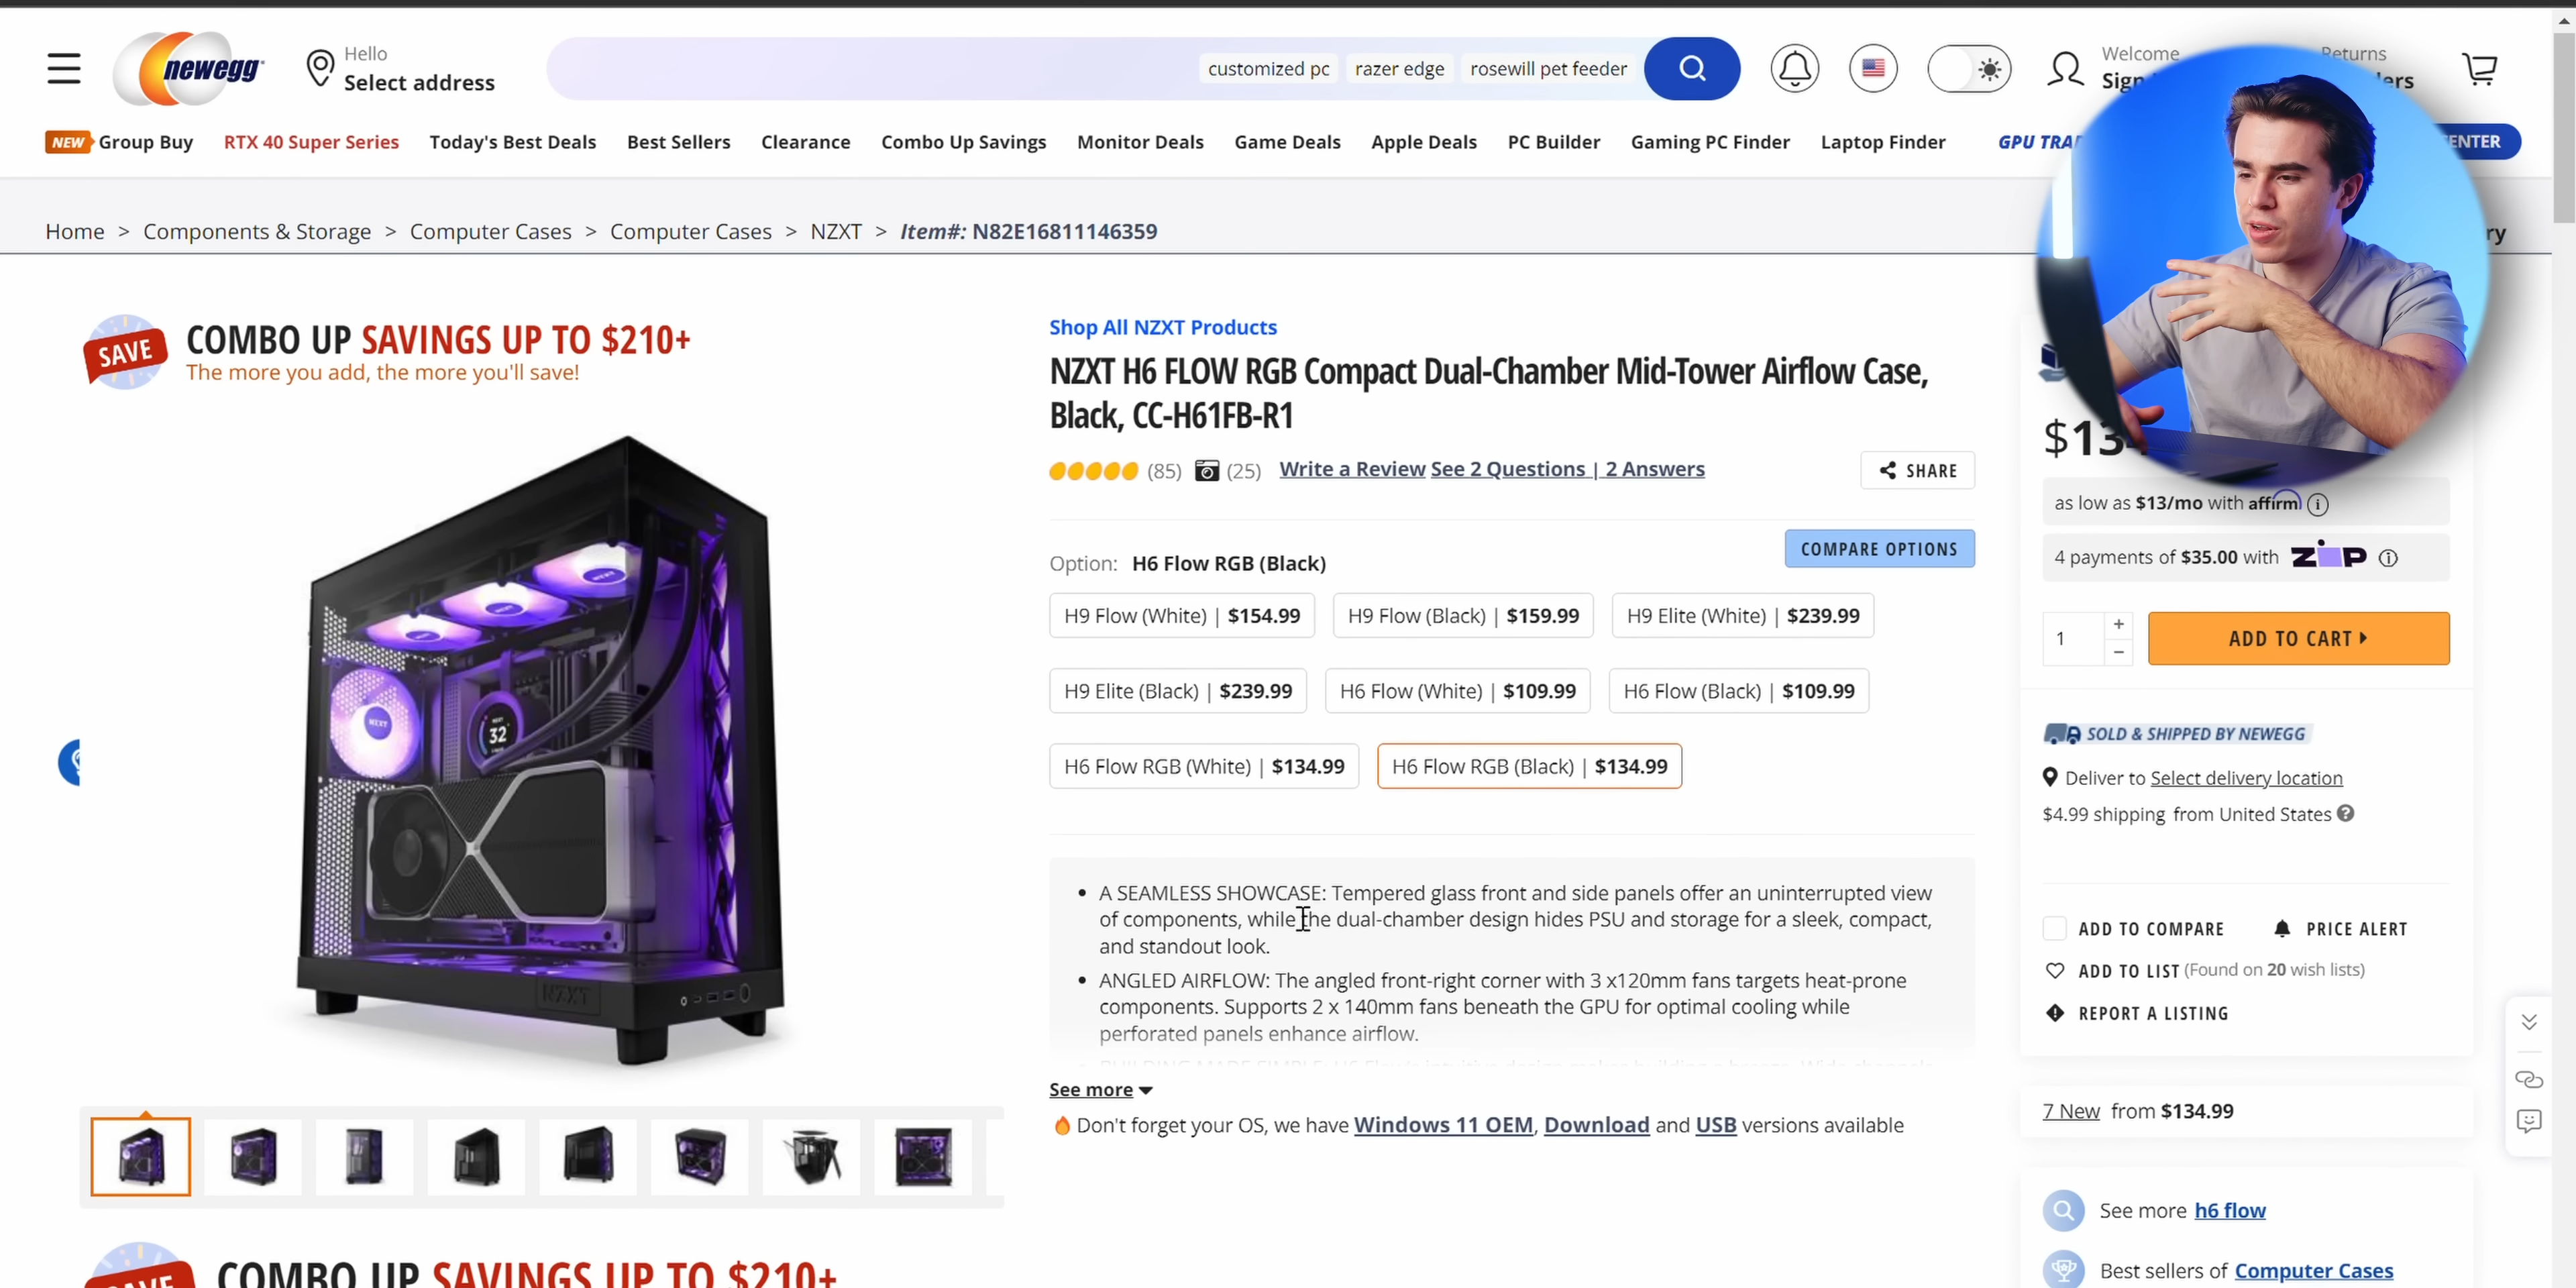 newegg
Hello
Select address
customized pc
razer edge
rosewill pet feeder
Welcome
Returns
NEW Group Buy
RTX 40 Super Series
Today's Best Deals
Best Sellers
Clearance
Combo Up Savings
Monitor Deals
Game Deals
Apple Deals
PC Builder
Gaming PC Finder
Laptop Finder
GPU
Home > Components & Storage > Computer Cases > Computer Cases > NZXT > Item#: N82E16811146359
SAVE
COMBO UP SAVINGS UP TO $210+
The more you add, the more you'll save!
Shop All NZXT Products
NZXT H6 FLOW RGB Compact Dual-Chamber Mid-Tower Airflow Case,
Black, CC-H61FB-R1
(85) (25) Write a Review See 2 Questions | 2 Answers
SHARE
COMPARE OPTIONS
Option: H6 Flow RGB (Black)
H9 Flow (White) | $154.99
H9 Flow (Black) | $159.99
H9 Elite (White) | $239.99
H9 Elite (Black) | $239.99
H6 Flow (White) | $109.99
H6 Flow (Black) | $109.99
H6 Flow RGB (White) | $134.99
H6 Flow RGB (Black) | $134.99
NZXT
32
NZXT
• A SEAMLESS SHOWCASE: Tempered glass front and side panels offer an uninterrupted view
of components, while the dual-chamber design hides PSU and storage for a sleek, compact,
and standout look.
• ANGLED AIRFLOW: The angled front-right corner with 3 x120mm fans targets heat-prone
components. Supports 2 x 140mm fans beneath the GPU for optimal cooling while
perforated panels enhance airflow.
See more
Don't forget your OS, we have Windows 11 OEM, Download and USB versions available
as low as $13/mo with affirm
4 payments of $35.00 with ZIP
1
+
−
ADD TO CART
SOLD & SHIPPED BY NEWEGG
Deliver to Select delivery location
$4.99 shipping from United States
ADD TO COMPARE
PRICE ALERT
ADD TO LIST (Found on 20 wish lists)
REPORT A LISTING
7 New from $134.99
See more h6 flow
Best sellers of Computer Cases
COMBO UP SAVINGS UP TO $210+